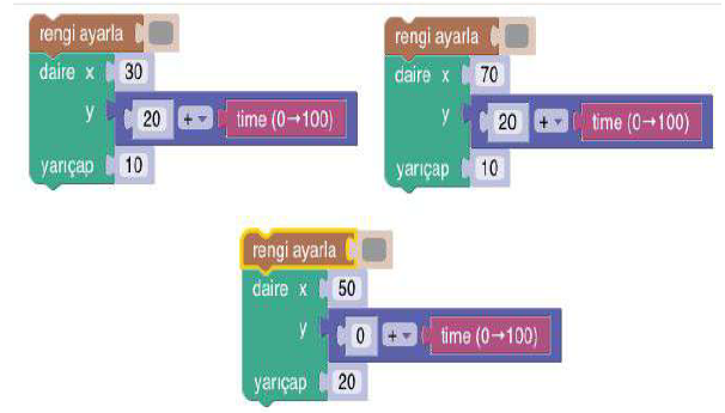 rengi ayarla
daire x 30
y 20 + time (0→100)
yarıçap 10
rengi ayarla
daire x 70
y 20 + time (0→100)
yarıçap 10
rengi ayarla
daire x 50
y 0 + time (0→100)
yarıçap 20